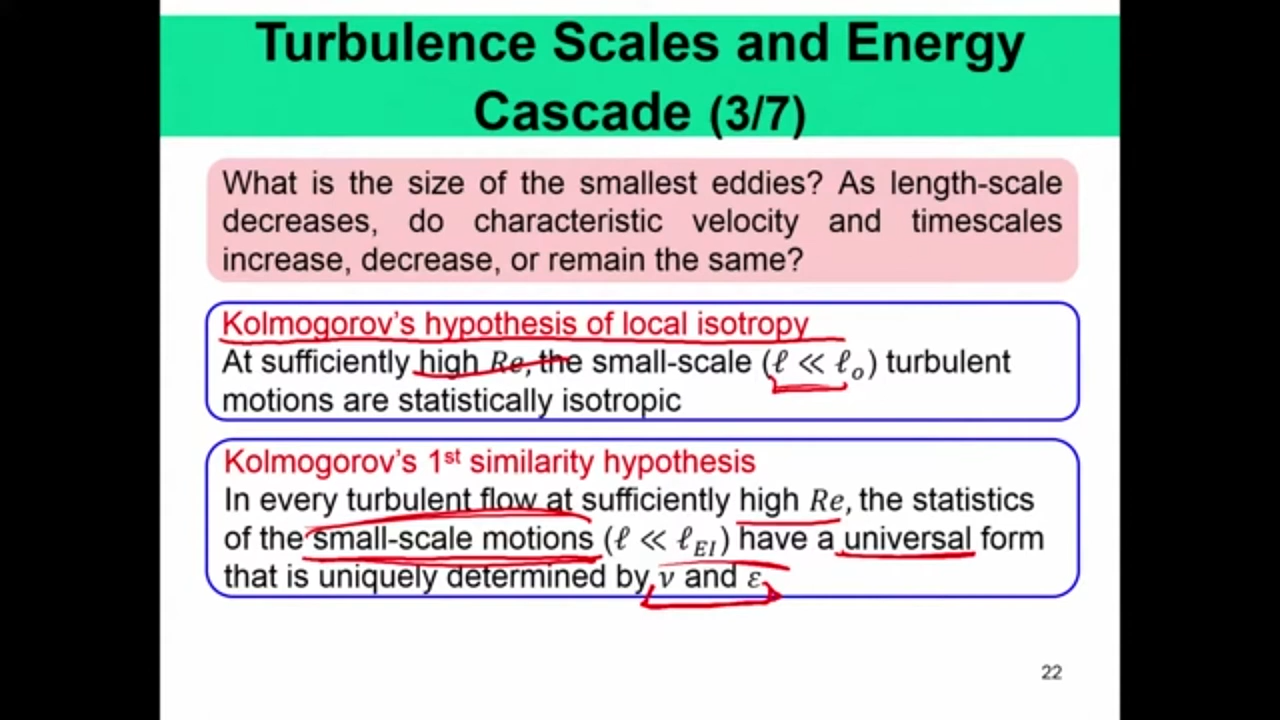 Turbulence Scales and Energy
Cascade (3/7)
What is the size of the smallest eddies? As length-scale
decreases, do characteristic velocity and timescales
increase, decrease, or remain the same?
Kolmogorov's hypothesis of local isotropy
At sufficiently high Re, the small-scale (ℓ ≪ ℓₒ) turbulent
motions are statistically isotropic
Kolmogorov's 1st similarity hypothesis
In every turbulent flow at sufficiently high Re, the statistics
of the small-scale motions (ℓ ≪ ℓ_EI) have a universal form
that is uniquely determined by ν and ε.
22